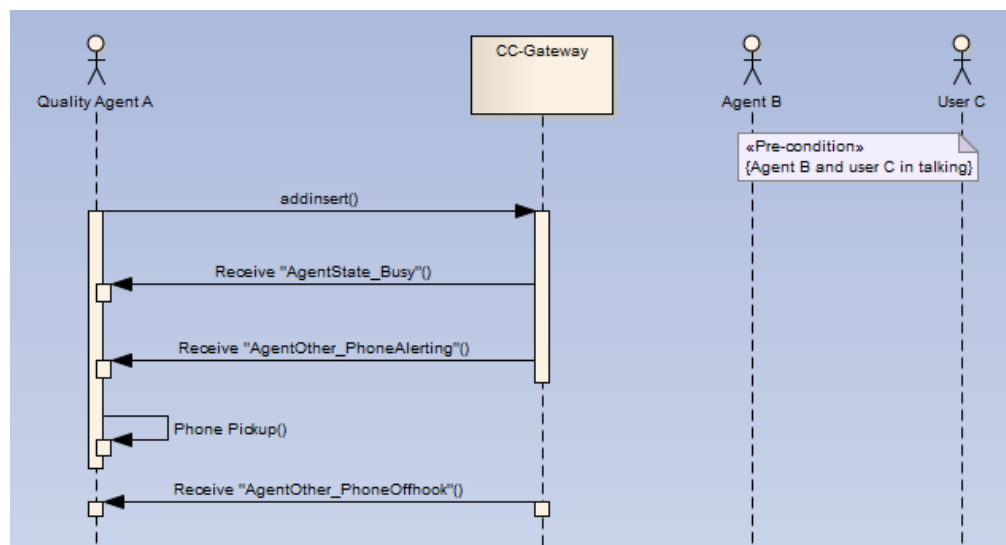 CC-Gateway
Quality Agent A
Agent B
User C
«Pre-condition»
{Agent B and user C in talking}
addinsert()
Receive "AgentState_Busy"()
Receive "AgentOther_PhoneAlerting"()
Phone Pickup()
Receive "AgentOther_PhoneOffhook"()